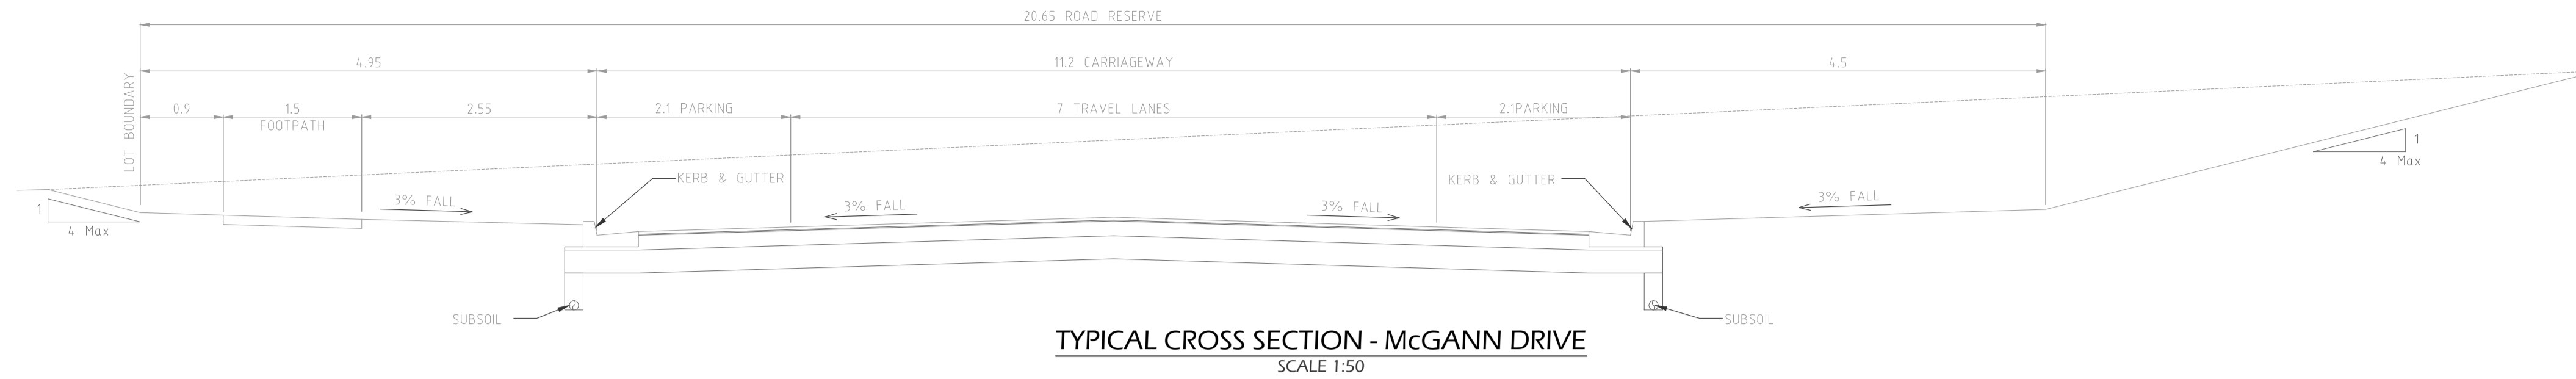 20.65 ROAD RESERVE
4.95
11.2 CARRIAGEWAY
4.5
LOT BOUNDARY
0.9
1.5
FOOTPATH
2.55
2.1 PARKING
7 TRAVEL LANES
2.1PARKING
KERB & GUTTER
KERB & GUTTER
1
4 Max
1
4 Max
3% FALL
3% FALL
3% FALL
3% FALL
SUBSOIL
SUBSOIL
TYPICAL CROSS SECTION - McGANN DRIVE
SCALE 1:50